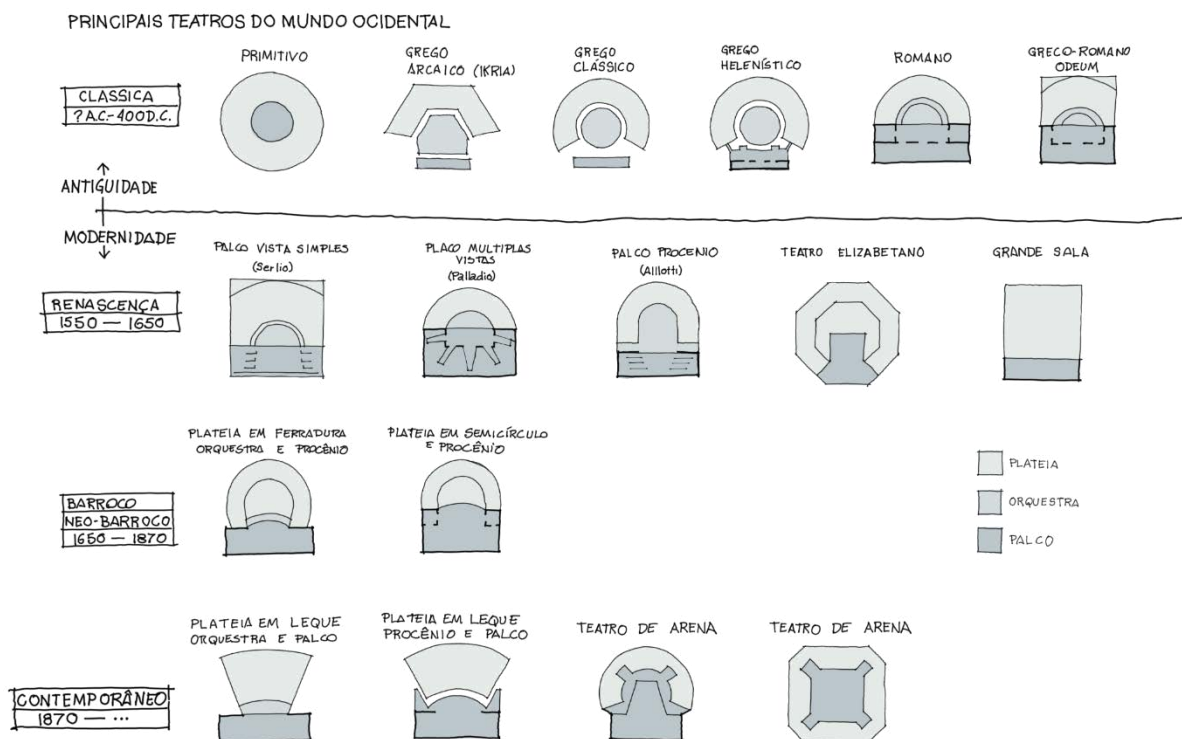 PRINCIPAIS TEATROS DO MUNDO OCIDENTAL
CLASSICA
? A.C.-400D.C.
PRIMITIVO
GREGO
ARCAICO (IKRIA)
GREGO
CLÁSSICO
GREGO
HELENÍSTICO
ROMANO
GRECO-ROMANO
ODEUM
ANTIGUIDADE
MODERNIDADE
RENASCENÇA
1550 — 1650
PALCO VISTA SIMPLES
(Serlio)
PLACO MULTIPLAS
VISTAS
(Palladio)
PALCO PROCENIO
(Alllotti)
TEATRO ELIZABETANO
GRANDE SALA
BARROCO
NEO-BARROCO
1650 — 1870
PLATEIA EM FERRADURA
ORQUESTRA E PROCÊNIO
PLATEIA EM SEMICÍRCULO
E PROCÊNIO
PLATEIA
ORQUESTRA
PALCO
CONTEMPORÂNEO
1870 — ...
PLATEIA EM LEQUE
ORQUESTRA E PALCO
PLATEIA EM LEQUE
PROCÊNIO E PALCO
TEATRO DE ARENA
TEATRO DE ARENA